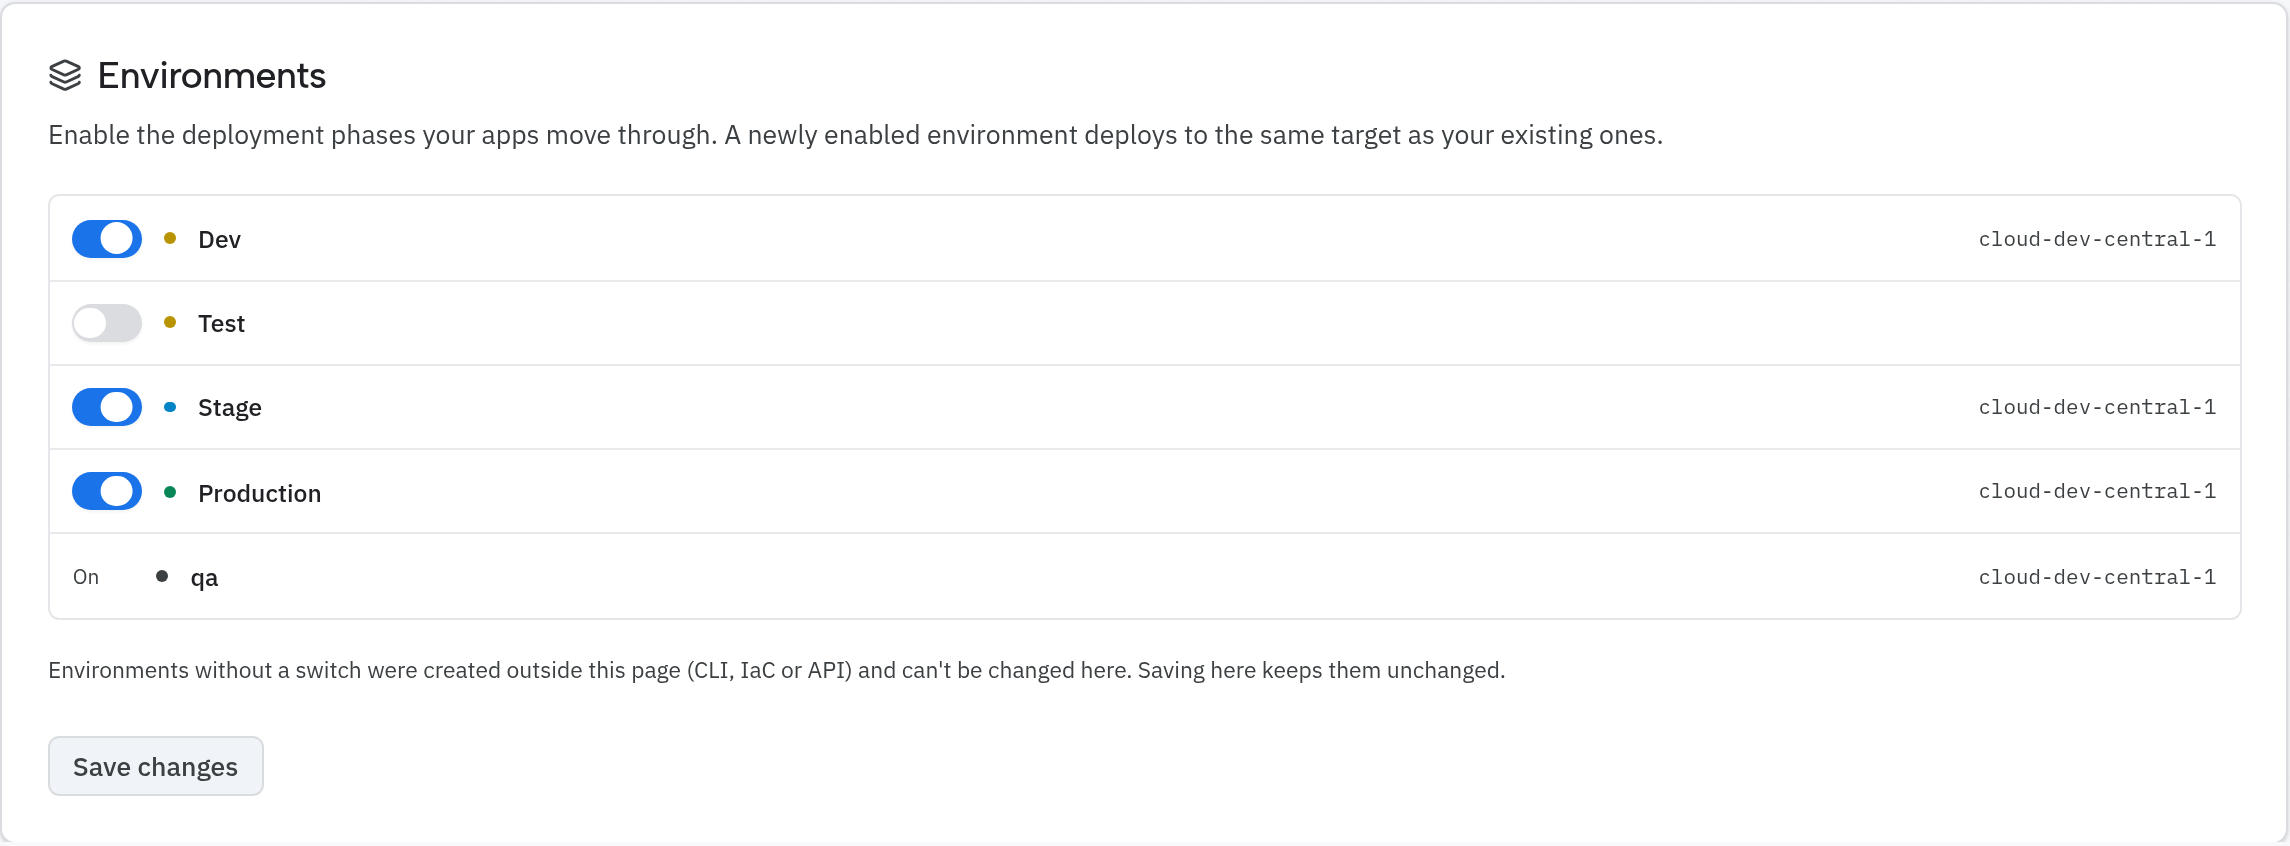 Environments
Enable the deployment phases your apps move through. A newly enabled environment deploys to the same target as your existing ones.
Dev cloud-dev-central-1
Test
Stage cloud-dev-central-1
Production cloud-dev-central-1
On qa cloud-dev-central-1
Environments without a switch were created outside this page (CLI, IaC or API) and can't be changed here. Saving here keeps them unchanged.
Save changes